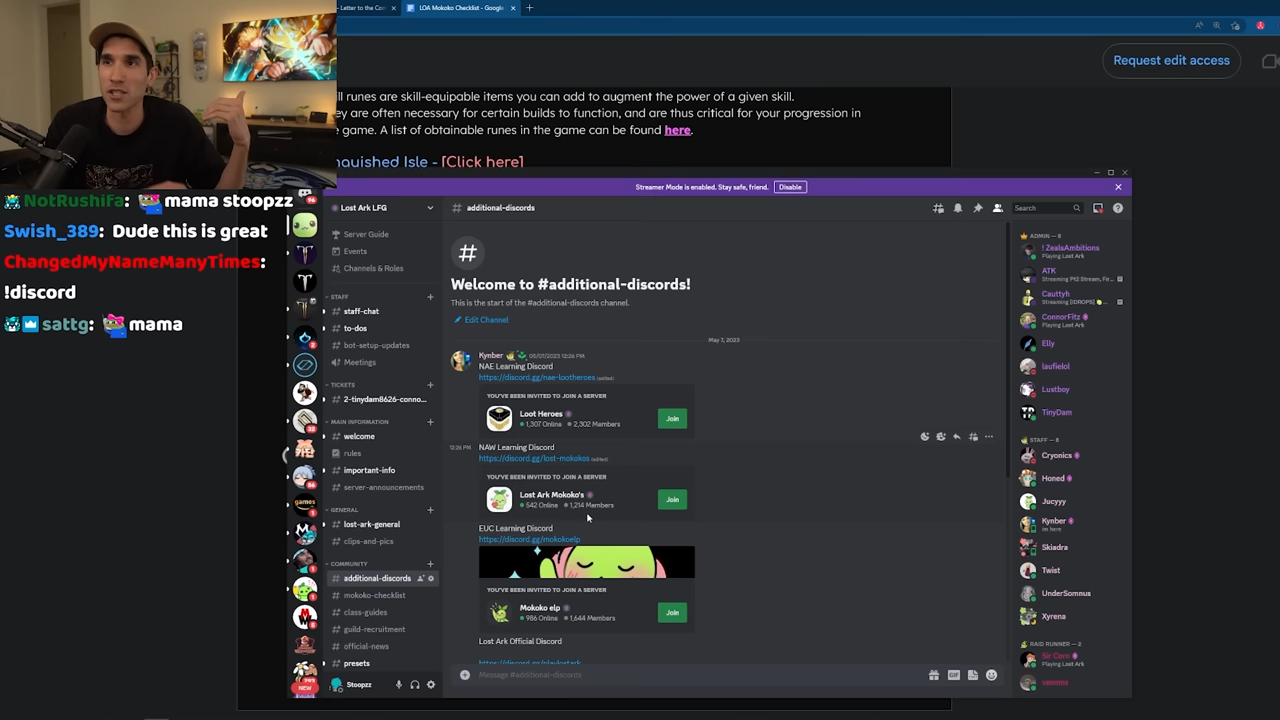 - Letter to the Con
LOA Mokoko Checklist - Google
Request edit access
ill runes are skill-equipable items you can add to augment the power of a given skill.
ey are often necessary for certain builds to function, and are thus critical for your progression in
e game. A list of obtainable runes in the game can be found here.
nquished Isle - [Click here]
NotRushiFa: mama stoopzz
Swish_389: Dude this is great
ChangedMyNameManyTimes:
!discord
sattg: mama
Streamer Mode is enabled. Stay safe, friend. Disable
Lost Ark LFG
Server Guide
Events
Channels & Roles
STAFF
staff-chat
to-dos
bot-setup-updates
Meetings
TICKETS
2-tinydam8626-conno...
MAIN INFORMATION
welcome
rules
important-info
server-announcements
GENERAL
lost-ark-general
clips-and-pics
COMMUNITY
additional-discords
mokoko-checklist
class-guides
guild-recruitment
official-news
presets
NEW
Stoopzz
# additional-discords
Search
Welcome to #additional-discords!
This is the start of the #additional-discords channel.
Edit Channel
May 7, 2023
Kynber 05/07/2023 12:26 PM
NAE Learning Discord
https://discord.gg/nae-lootheroes (edited)
YOU'VE BEEN INVITED TO JOIN A SERVER
Loot Heroes
1,307 Online 2,302 Members
Join
12:26 PM NAW Learning Discord
https://discord.gg/lost-mokokos (edited)
YOU'VE BEEN INVITED TO JOIN A SERVER
Lost Ark Mokoko's
542 Online 1,214 Members
Join
EUC Learning Discord
https://discord.gg/mokokoelp
YOU'VE BEEN INVITED TO JOIN A SERVER
Mokoko elp
986 Online 1,644 Members
Join
Lost Ark Official Discord
https://discord.gg/playlostark
Message #additional-discords
GIF
ADMIN — 8
! ZealsAmbitions
Playing Lost Ark
ATK
Streaming Pt2 Stream, Fir...
Cauttyh
Streaming [DROPS]
ConnorFitz
Playing Lost Ark
Elly
laufielol
Lustboy
TinyDam
STAFF — 8
Cryonics
Honed
Jucyyy
Kynber
im here
Skiadra
Twist
UnderSomnus
Xyrena
RAID RUNNER — 2
Sir Coro
Playing Lost Ark